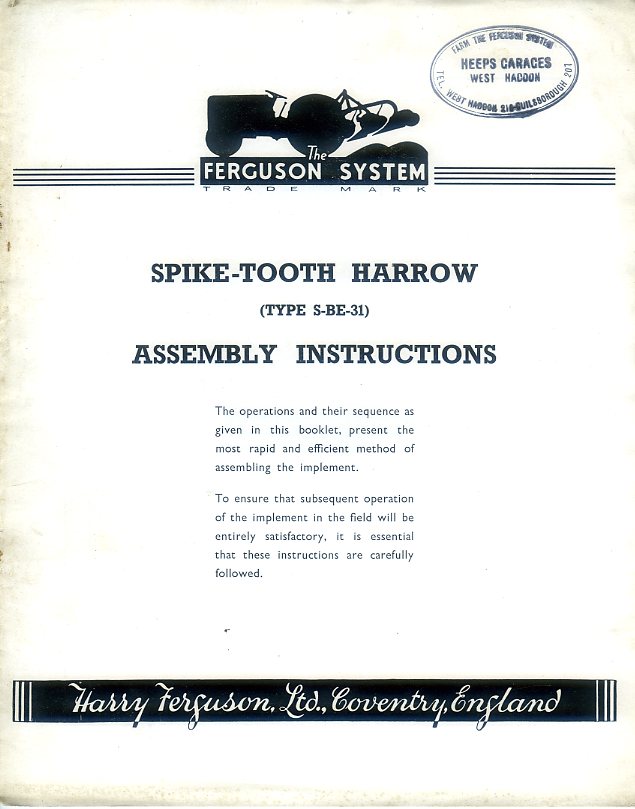 FARM THE FERGUSON SYSTEM
HEEPS GARAGES
WEST HADDON
TEL. WEST HADDON 216-GUILSBOROUGH 201
The
FERGUSON SYSTEM
TRADE MARK
SPIKE-TOOTH HARROW
(TYPE S-BE-31)
ASSEMBLY INSTRUCTIONS
The operations and their sequence as
given in this booklet, present the
most rapid and efficient method of
assembling the implement.
To ensure that subsequent operation
of the implement in the field will be
entirely satisfactory, it is essential
that these instructions are carefully
followed.
Harry Ferguson, Ltd., Coventry, England